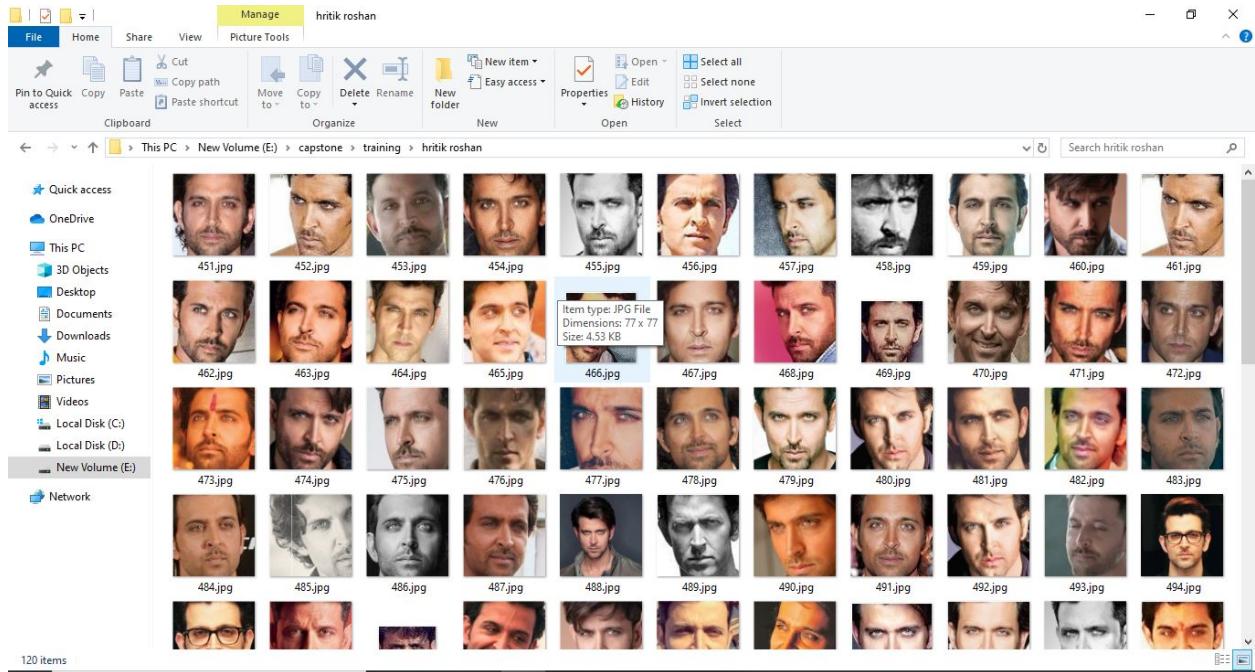 Manage
hritik roshan
File Home Share View Picture Tools
Pin to Quick access
Copy
Paste
Cut
Copy path
Paste shortcut
Clipboard
Move to
Copy to
Delete
Rename
Organize
New folder
New item
Easy access
New
Properties
Open
Edit
History
Open
Select all
Select none
Invert selection
Select
This PC > New Volume (E:) > capstone > training > hritik roshan
Search hritik roshan
Quick access
OneDrive
This PC
3D Objects
Desktop
Documents
Downloads
Music
Pictures
Videos
Local Disk (C:)
Local Disk (D:)
New Volume (E:)
Network
451.jpg 452.jpg 453.jpg 454.jpg 455.jpg 456.jpg 457.jpg 458.jpg 459.jpg 460.jpg 461.jpg
Item type: JPG File
Dimensions: 77 x 77
Size: 4.53 KB
462.jpg 463.jpg 464.jpg 465.jpg 466.jpg 467.jpg 468.jpg 469.jpg 470.jpg 471.jpg 472.jpg
473.jpg 474.jpg 475.jpg 476.jpg 477.jpg 478.jpg 479.jpg 480.jpg 481.jpg 482.jpg 483.jpg
484.jpg 485.jpg 486.jpg 487.jpg 488.jpg 489.jpg 490.jpg 491.jpg 492.jpg 493.jpg 494.jpg
120 items